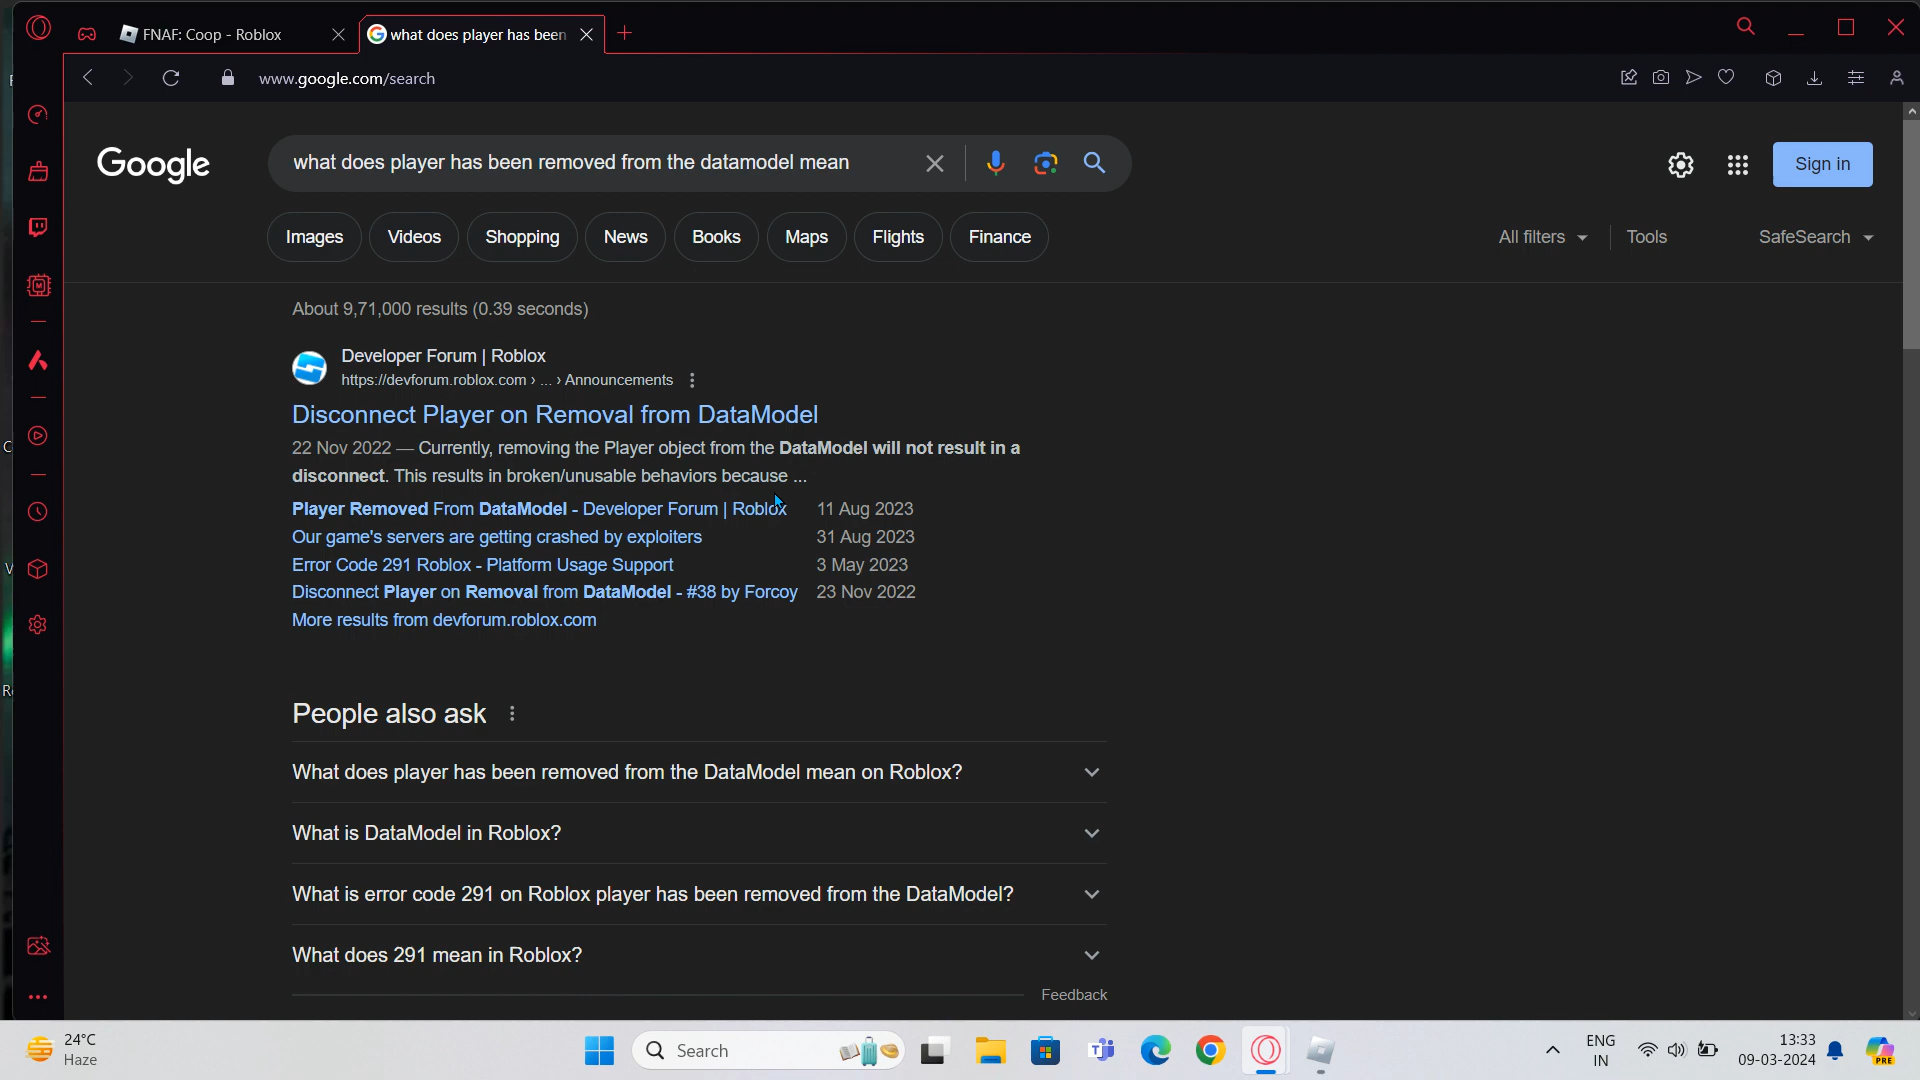 FNAF: Coop - Roblox
what does player has been
www.google.com/search
Google
what does player has been removed from the datamodel mean
Sign in
Images
Videos
Shopping
News
Books
Maps
Flights
Finance
All filters
Tools
SafeSearch
About 9,71,000 results (0.39 seconds)
Developer Forum | Roblox
https://devforum.roblox.com › ... › Announcements
Disconnect Player on Removal from DataModel
22 Nov 2022 — Currently, removing the Player object from the DataModel will not result in a
disconnect. This results in broken/unusable behaviors because ...
Player Removed From DataModel - Developer Forum | Roblox 11 Aug 2023
Our game's servers are getting crashed by exploiters 31 Aug 2023
Error Code 291 Roblox - Platform Usage Support 3 May 2023
Disconnect Player on Removal from DataModel - #38 by Forcoy 23 Nov 2022
More results from devforum.roblox.com
People also ask
What does player has been removed from the DataModel mean on Roblox?
What is DataModel in Roblox?
What is error code 291 on Roblox player has been removed from the DataModel?
What does 291 mean in Roblox?
Feedback
24°C
Haze
Search
ENG
IN
13:33
09-03-2024
PRE